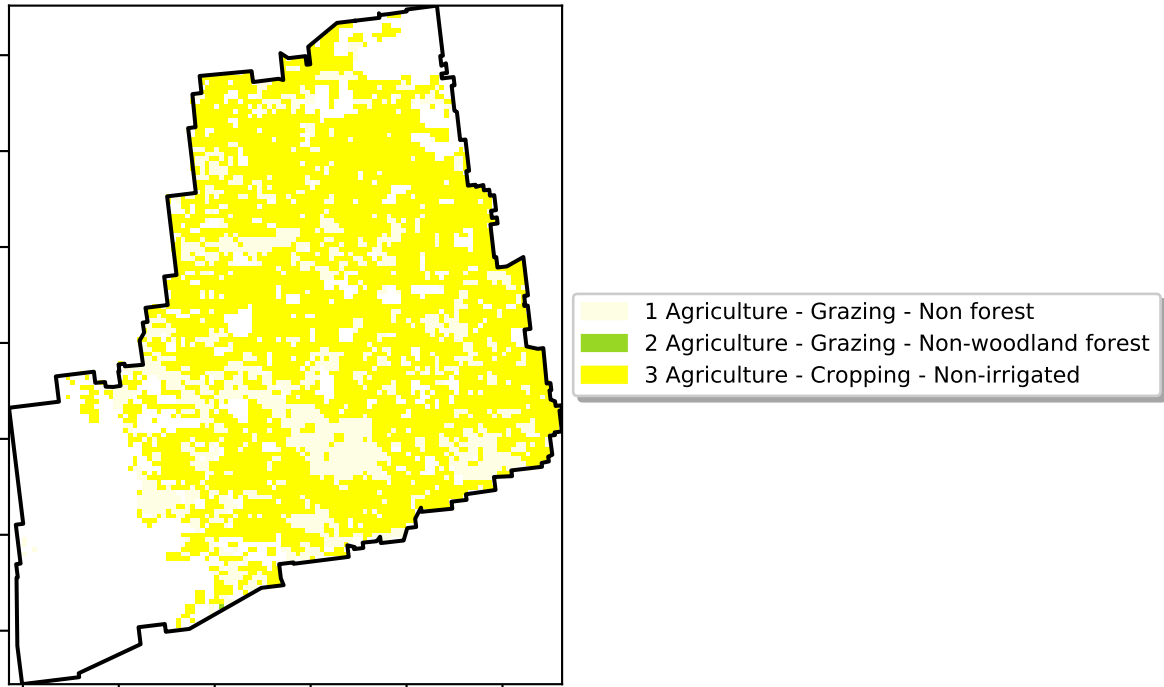 1 Agriculture - Grazing - Non forest
2 Agriculture - Grazing - Non-woodland forest
3 Agriculture - Cropping - Non-irrigated